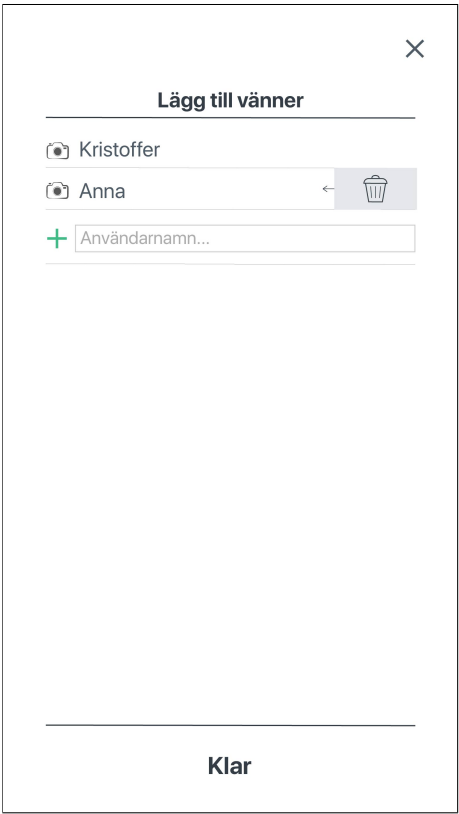 Lägg till vänner
Kristoffer
Anna
Användarnamn...
Klar